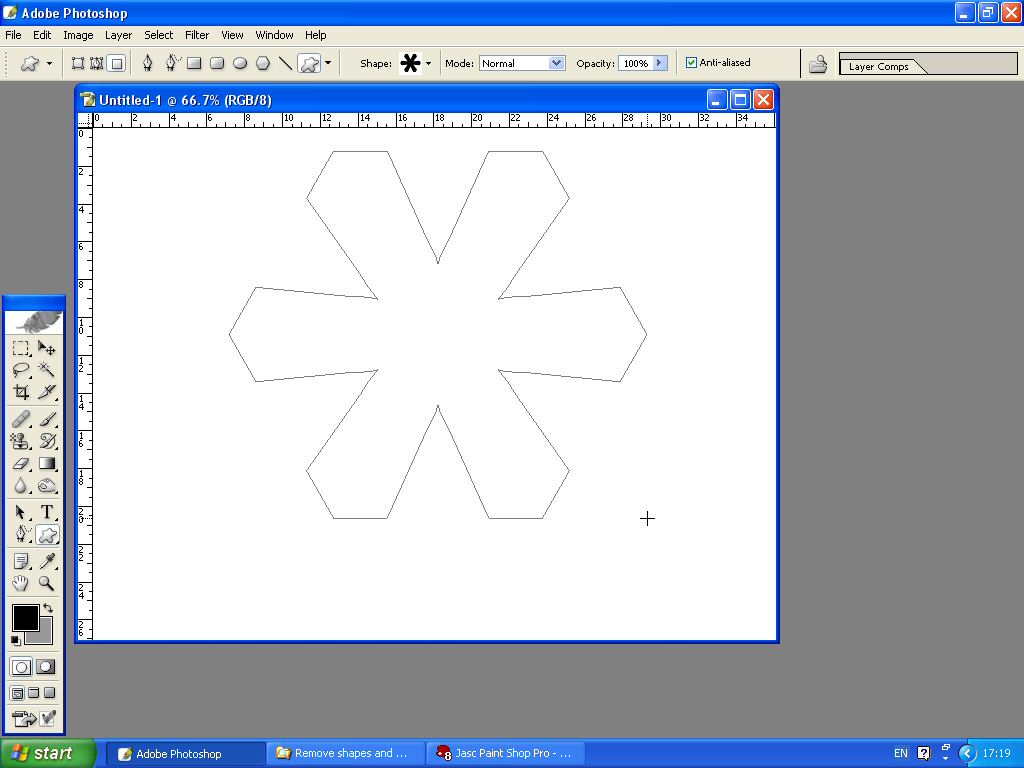 Adobe Photoshop
File Edit Image Layer Select Filter View Window Help
Shape: Mode: Normal Opacity: 100% Anti-aliased Layer Comps
Untitled-1 @ 66.7% (RGB/8)
0 2 4 6 8 10 12 14 16 18 20 22 24 26 28 30 32 34
0
2
4
6
8
10
12
14
16
18
20
22
24
26
T
start Adobe Photoshop Remove shapes and ... 8 Jasc Paint Shop Pro - ... EN ? 17:19